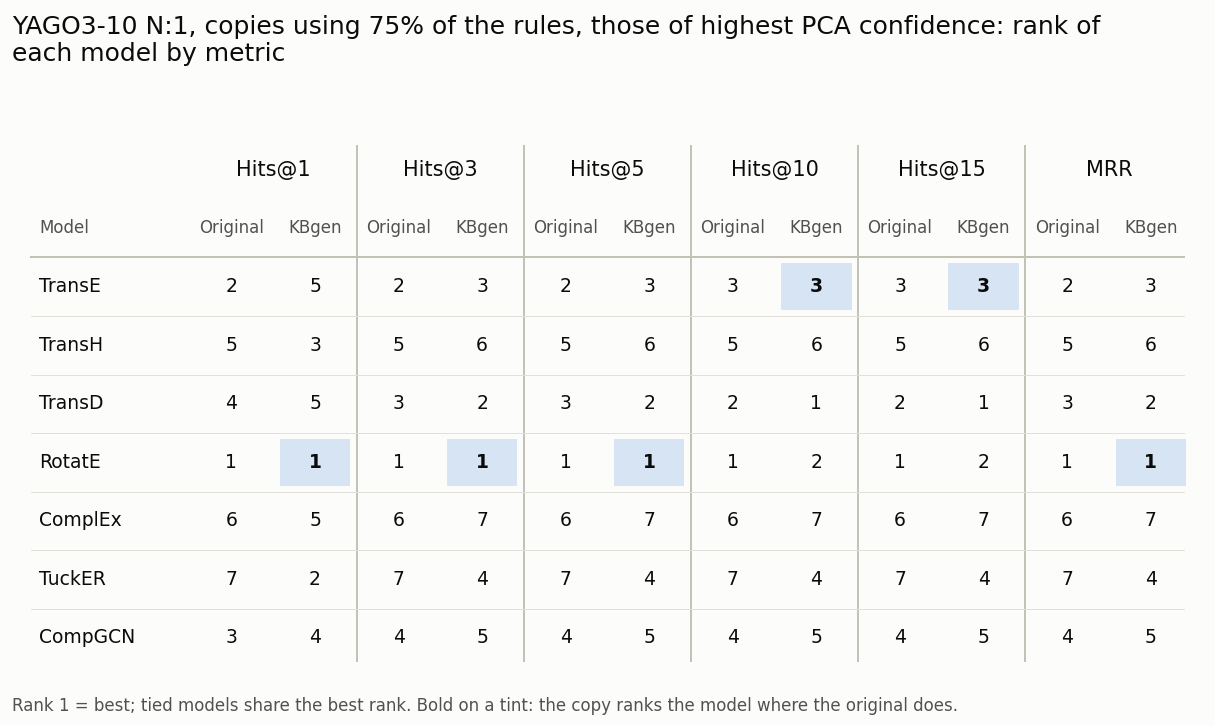 YAGO3-10 N:1, copies using 75% of the rules, those of highest PCA confidence: rank of
each model by metric
Hits@1 Hits@3 Hits@5 Hits@10 Hits@15 MRR
Model Original KBgen Original KBgen Original KBgen Original KBgen Original KBgen Original KBgen
TransE 2 5 2 3 2 3 3 3 3 3 2 3
TransH 5 3 5 6 5 6 5 6 5 6 5 6
TransD 4 5 3 2 3 2 2 1 2 1 3 2
RotatE 1 1 1 1 1 1 1 2 1 2 1 1
ComplEx 6 5 6 7 6 7 6 7 6 7 6 7
TuckER 7 2 7 4 7 4 7 4 7 4 7 4
CompGCN 3 4 4 5 4 5 4 5 4 5 4 5
Rank 1 = best; tied models share the best rank. Bold on a tint: the copy ranks the model where the original does.